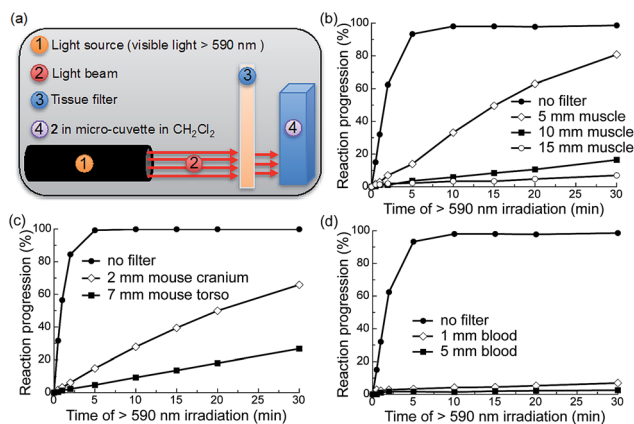 (a)
1 Light source (visible light > 590 nm )
2 Light beam
3 Tissue filter
4 2 in micro-cuvette in CH2Cl2
3
4
1
2
(b)
Reaction progression (%)
100
80
60
40
20
0
no filter
5 mm muscle
10 mm muscle
15 mm muscle
0 5 10 15 20 25 30
Time of > 590 nm irradiation (min)
(c)
Reaction progression (%)
100
80
60
40
20
0
no filter
2 mm mouse cranium
7 mm mouse torso
0 5 10 15 20 25 30
Time of > 590 nm irradiation (min)
(d)
Reaction progression (%)
100
80
60
40
20
0
no filter
1 mm blood
5 mm blood
0 5 10 15 20 25 30
Time of > 590 nm irradiation (min)